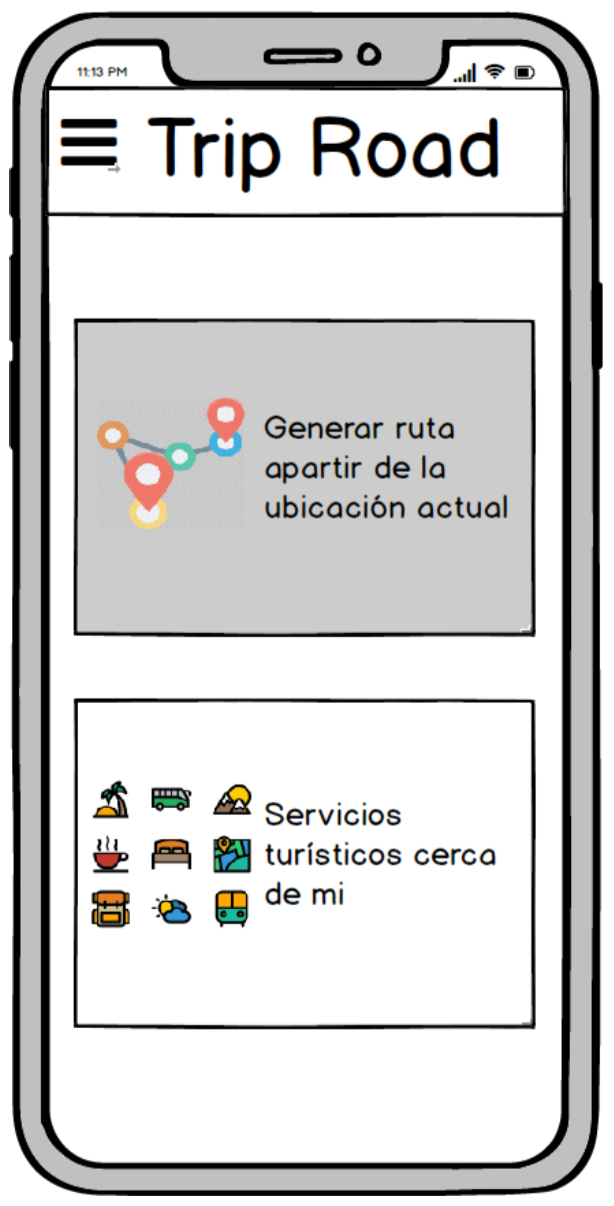 11:13 PM
Trip Road
Generar ruta
apartir de la
ubicación actual
Servicios
turísticos cerca
de mi